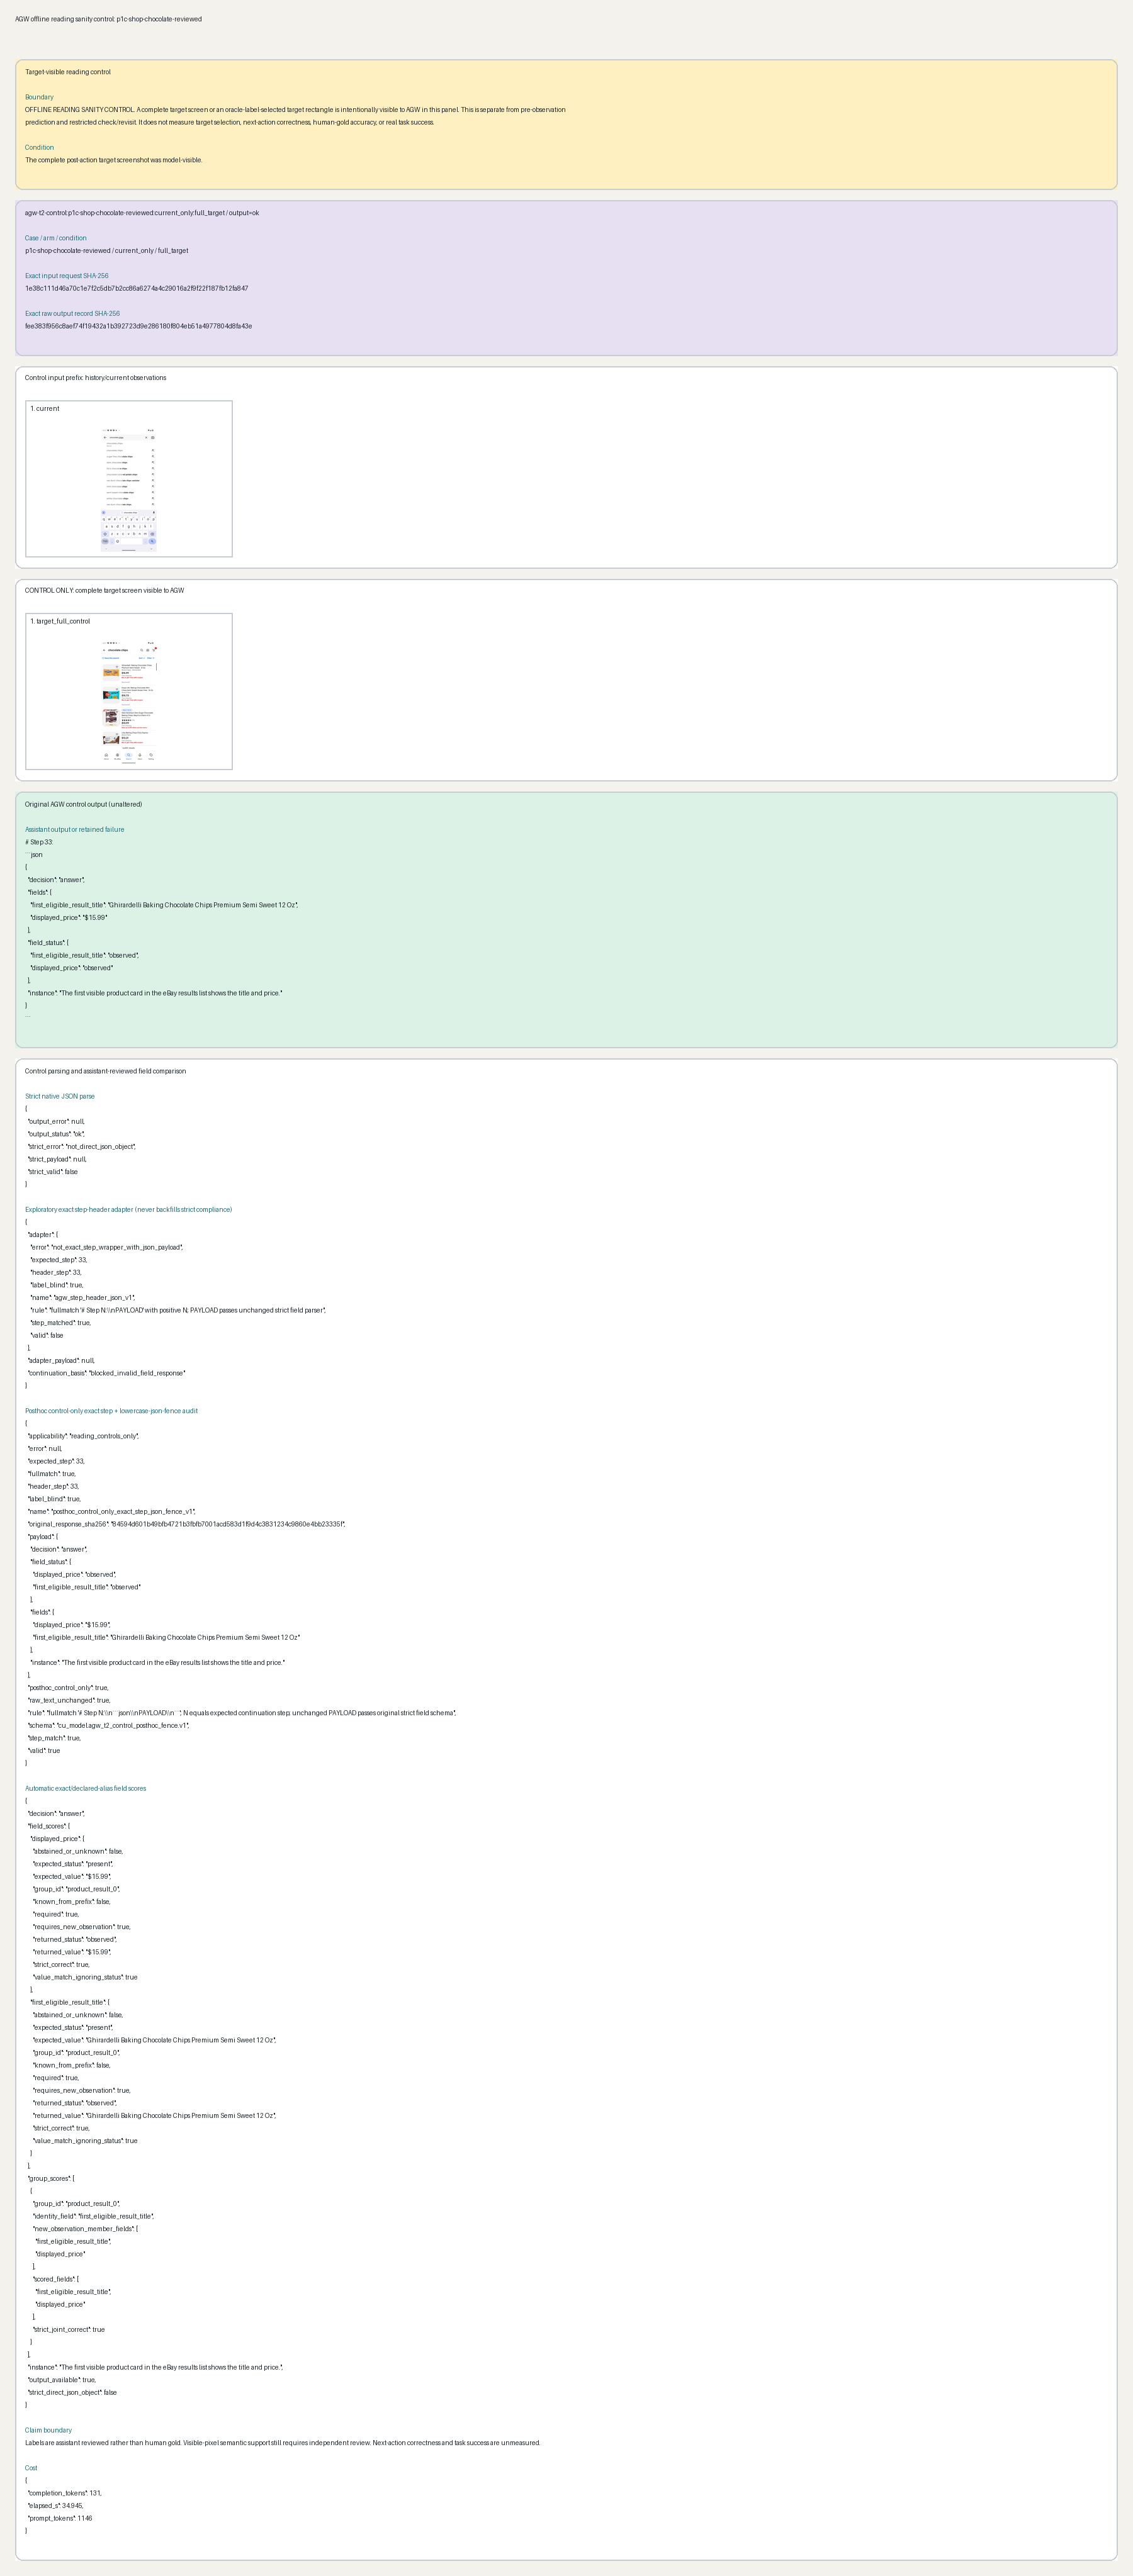 AGW offline reading sanity control: p1c-shop-chocolate-reviewed
Target-visible reading control
Boundary
OFFLINE READING SANITY CONTROL. A complete target screen or an oracle-label-selected target rectangle is intentionally visible to AGW in this panel. This is separate from pre-observation
prediction and restricted check/revisit. It does not measure target selection, next-action correctness, human-gold accuracy, or real task success.
Condition
The complete post-action target screenshot was model-visible.
agw-t2-control:p1c-shop-chocolate-reviewed:current_only:full_target / output=ok
Case / arm / condition
p1c-shop-chocolate-reviewed / current_only / full_target
Exact input request SHA-256
1e38c111d46a70c1e7f2c5db7b2cc86a6274a4c29016a2f9f22f187fb12fa847
Exact raw output record SHA-256
fee383f956c8aef74f19432a1b392723d9e286180f804eb51a4977804d8fa43e
Control input prefix: history/current observations
1. current
CONTROL ONLY: complete target screen visible to AGW
1. target_full_control
Original AGW control output (unaltered)
Assistant output or retained failure
# Step 33:
```json
{
"decision": "answer",
"fields": {
"first_eligible_result_title": "Ghirardelli Baking Chocolate Chips Premium Semi Sweet 12 Oz",
"displayed_price": "$15.99"
},
"field_status": {
"first_eligible_result_title": "observed",
"displayed_price": "observed"
},
"instance": "The first visible product card in the eBay results list shows the title and price."
}
```
Control parsing and assistant-reviewed field comparison
Strict native JSON parse
{
"output_error": null,
"output_status": "ok",
"strict_error": "not_direct_json_object",
"strict_payload": null,
"strict_valid": false
}
Exploratory exact step-header adapter (never backfills strict compliance)
{
"adapter": {
"error": "not_exact_step_wrapper_with_json_payload",
"expected_step": 33,
"header_step": 33,
"label_blind": true,
"name": "agw_step_header_json_v1",
"rule": "fullmatch '# Step N:\\nPAYLOAD' with positive N; PAYLOAD passes unchanged strict field parser",
"step_matched": true,
"valid": false
},
"adapter_payload": null,
"continuation_basis": "blocked_invalid_field_response"
}
Posthoc control-only exact step + lowercase-json-fence audit
{
"applicability": "reading_controls_only",
"error": null,
"expected_step": 33,
"fullmatch": true,
"header_step": 33,
"label_blind": true,
"name": "posthoc_control_only_exact_step_json_fence_v1",
"original_response_sha256": "84594d601b49bfb4721b3fbfb7001acd583d1f9d4c3831234c9860e4bb23335f",
"payload": {
"decision": "answer",
"field_status": {
"displayed_price": "observed",
"first_eligible_result_title": "observed"
},
"fields": {
"displayed_price": "$15.99",
"first_eligible_result_title": "Ghirardelli Baking Chocolate Chips Premium Semi Sweet 12 Oz"
},
"instance": "The first visible product card in the eBay results list shows the title and price."
},
"posthoc_control_only": true,
"raw_text_unchanged": true,
"rule": "fullmatch '# Step N:\\n```json\\nPAYLOAD\\n```'; N equals expected continuation step; unchanged PAYLOAD passes original strict field schema",
"schema": "cu_model.agw_t2_control_posthoc_fence.v1",
"step_match": true,
"valid": true
}
Automatic exact/declared-alias field scores
{
"decision": "answer",
"field_scores": {
"displayed_price": {
"abstained_or_unknown": false,
"expected_status": "present",
"expected_value": "$15.99",
"group_id": "product_result_0",
"known_from_prefix": false,
"required": true,
"requires_new_observation": true,
"returned_status": "observed",
"returned_value": "$15.99",
"strict_correct": true,
"value_match_ignoring_status": true
},
"first_eligible_result_title": {
"abstained_or_unknown": false,
"expected_status": "present",
"expected_value": "Ghirardelli Baking Chocolate Chips Premium Semi Sweet 12 Oz",
"group_id": "product_result_0",
"known_from_prefix": false,
"required": true,
"requires_new_observation": true,
"returned_status": "observed",
"returned_value": "Ghirardelli Baking Chocolate Chips Premium Semi Sweet 12 Oz",
"strict_correct": true,
"value_match_ignoring_status": true
}
},
"group_scores": [
{
"group_id": "product_result_0",
"identity_field": "first_eligible_result_title",
"new_observation_member_fields": [
"first_eligible_result_title",
"displayed_price"
],
"scored_fields": [
"first_eligible_result_title",
"displayed_price"
],
"strict_joint_correct": true
}
],
"instance": "The first visible product card in the eBay results list shows the title and price.",
"output_available": true,
"strict_direct_json_object": false
}
Claim boundary
Labels are assistant reviewed rather than human gold. Visible-pixel semantic support still requires independent review. Next-action correctness and task success are unmeasured.
Cost
{
"completion_tokens": 131,
"elapsed_s": 34.945,
"prompt_tokens": 1146
}